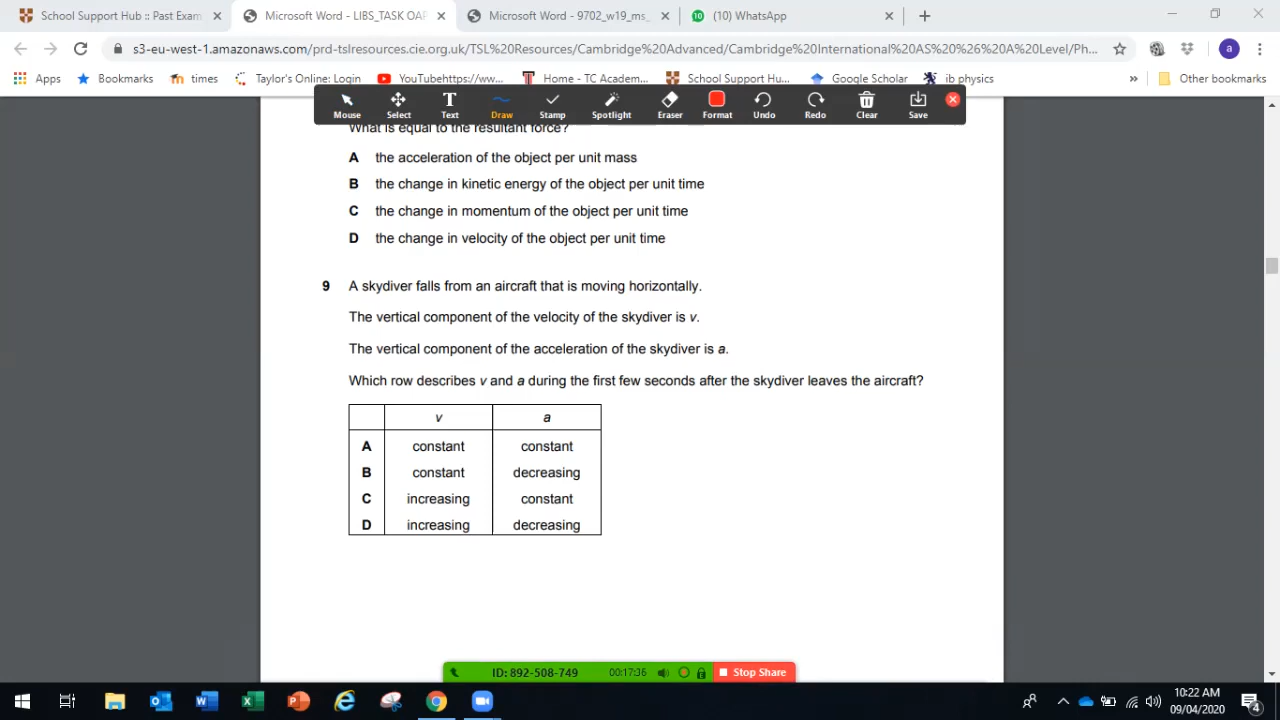 School Support Hub :: Past Exam
Microsoft Word - LIBS_TASK OAP
Microsoft Word - 9702_w19_ms_
10
(10) WhatsApp
s3-eu-west-1.amazonaws.com/prd-tslresources.cie.org.uk/TSL%20Resources/Cambridge%20Advanced/Cambridge%20International%20AS%20%26%20A%20Level/Ph...
a
Apps
Bookmarks
times
Taylor's Online: Login
YouTubehttps://ww...
Home - TC Academ...
School Support Hu...
Google Scholar
ib physics
»
Other bookmarks
Mouse
Select
Text
Draw
Stamp
Spotlight
Eraser
Format
Undo
Redo
Clear
Save
What is equal to the resultant force?
A the acceleration of the object per unit mass
B the change in kinetic energy of the object per unit time
C the change in momentum of the object per unit time
D the change in velocity of the object per unit time
9 A skydiver falls from an aircraft that is moving horizontally.
The vertical component of the velocity of the skydiver is v.
The vertical component of the acceleration of the skydiver is a.
Which row describes v and a during the first few seconds after the skydiver leaves the aircraft?
v a
A constant constant
B constant decreasing
C increasing constant
D increasing decreasing
ID: 892-508-749 00:17:36 Stop Share
10:22 AM
09/04/2020
4